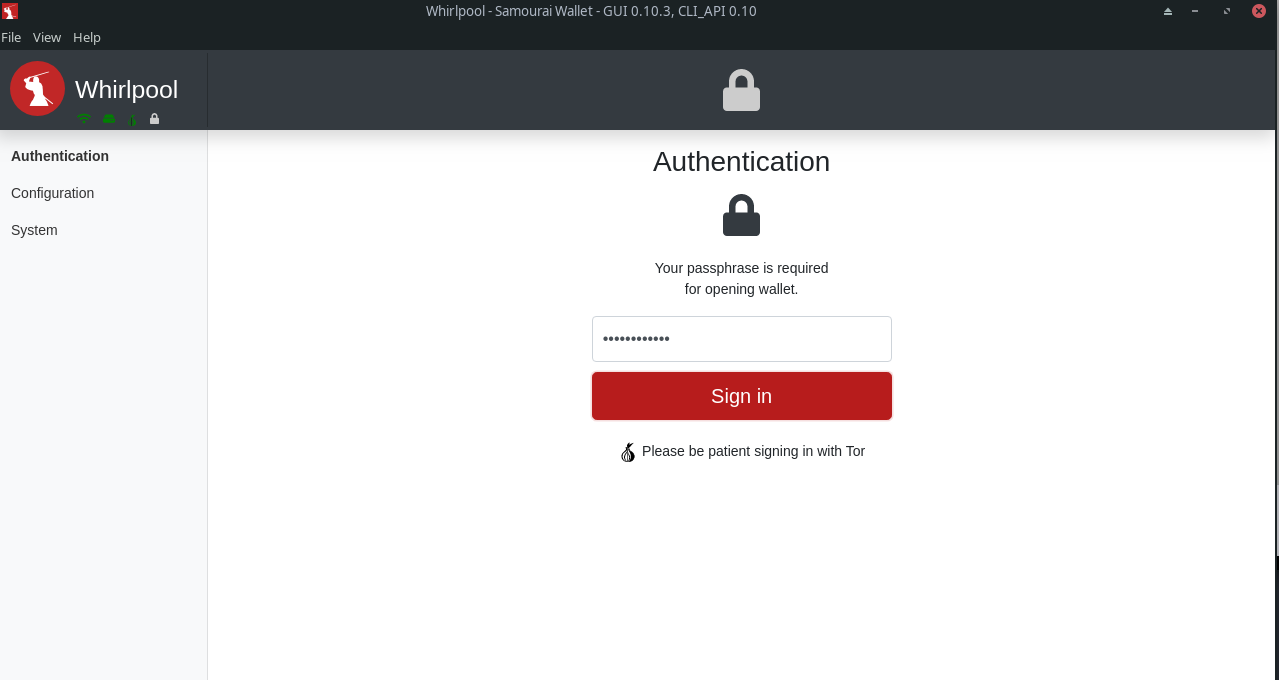 Whirlpool - Samourai Wallet - GUI 0.10.3, CLI_API 0.10
File View Help
Whirlpool
Authentication
Configuration
System
Authentication
Your passphrase is required
for opening wallet.
••••••••••••
Sign in
Please be patient signing in with Tor